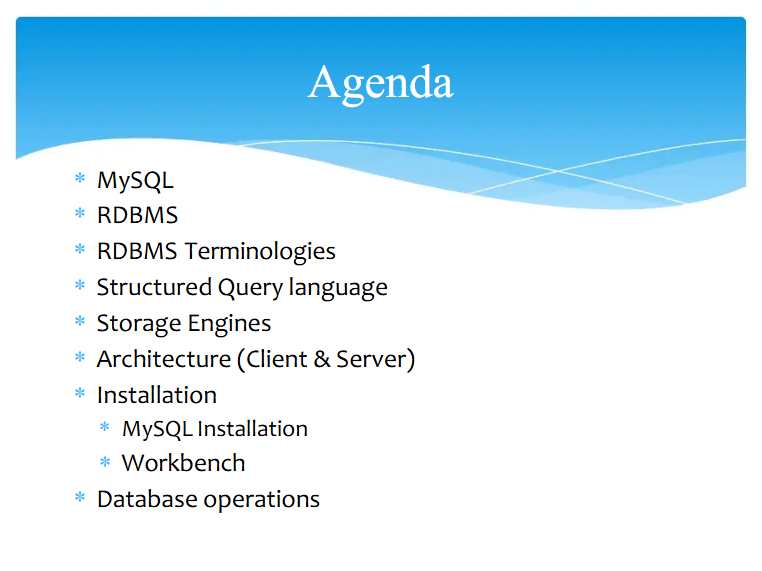 Agenda
MySQL
RDBMS
RDBMS Terminologies
Structured Query language
Storage Engines
Architecture (Client & Server)
Installation
MySQL Installation
Workbench
Database operations